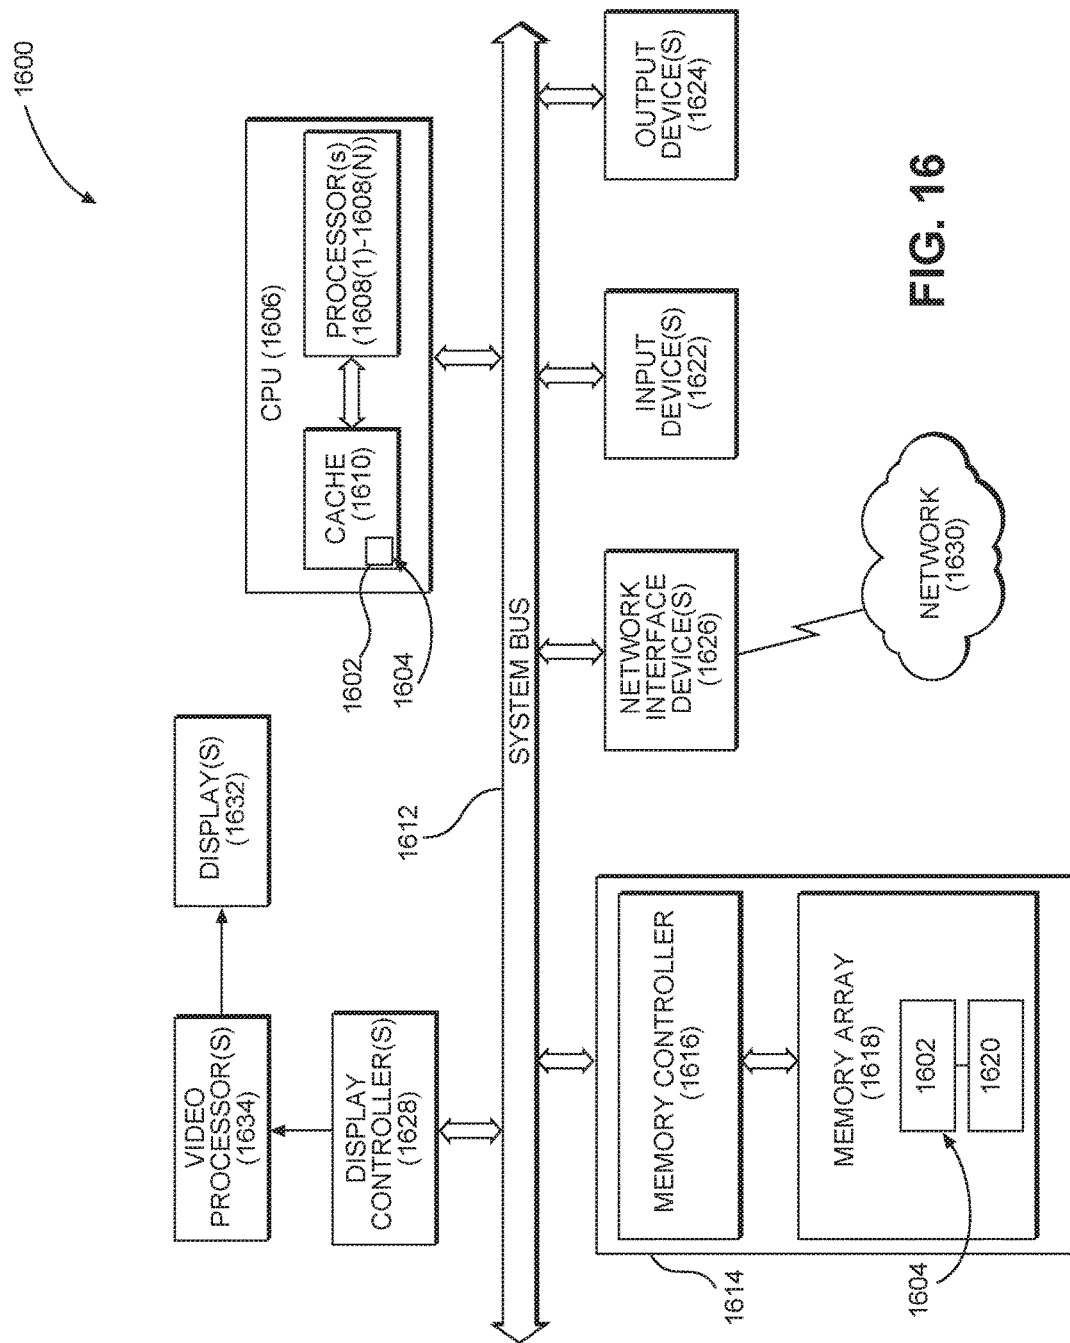 1600
CPU (1606)
CACHE
(1610)
PROCESSOR(s)
(1608(1)-1608(N))
1602
1604
VIDEO
PROCESSOR(S)
(1634)
DISPLAY(S)
(1632)
DISPLAY
CONTROLLER(S)
(1628)
1612
SYSTEM BUS
1614
MEMORY CONTROLLER
(1616)
MEMORY ARRAY
(1618)
1602
1620
1604
NETWORK
INTERFACE
DEVICE(S)
(1626)
INPUT
DEVICE(S)
(1622)
OUTPUT
DEVICE(S)
(1624)
NETWORK
(1630)
FIG. 16